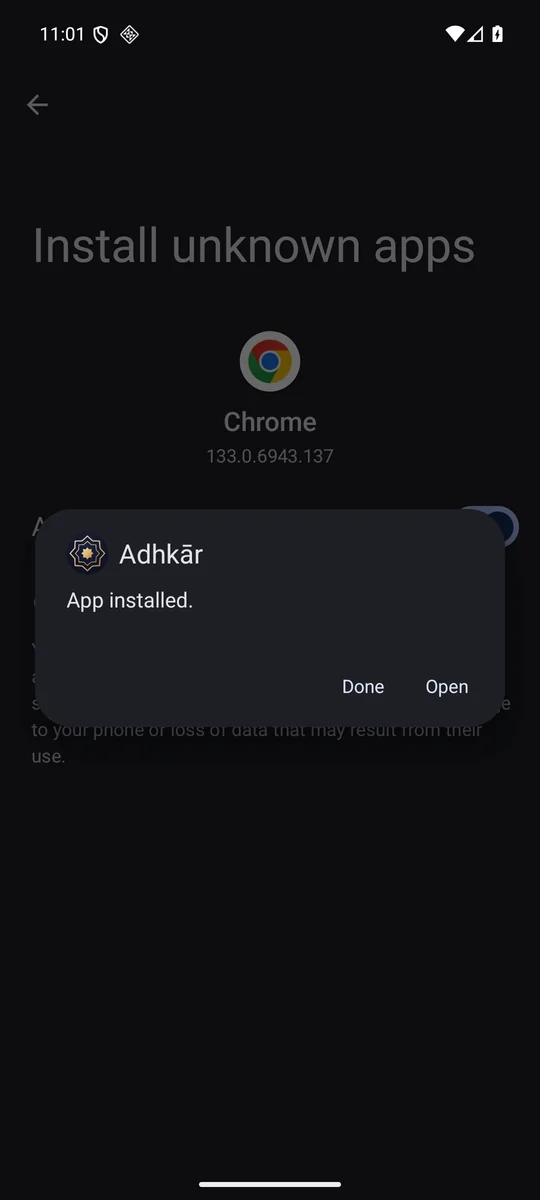 11:01
Install unknown apps
Chrome
133.0.6943.137
Adhkār
App installed.
Done Open
to your phone or loss of data that may result from their
use.